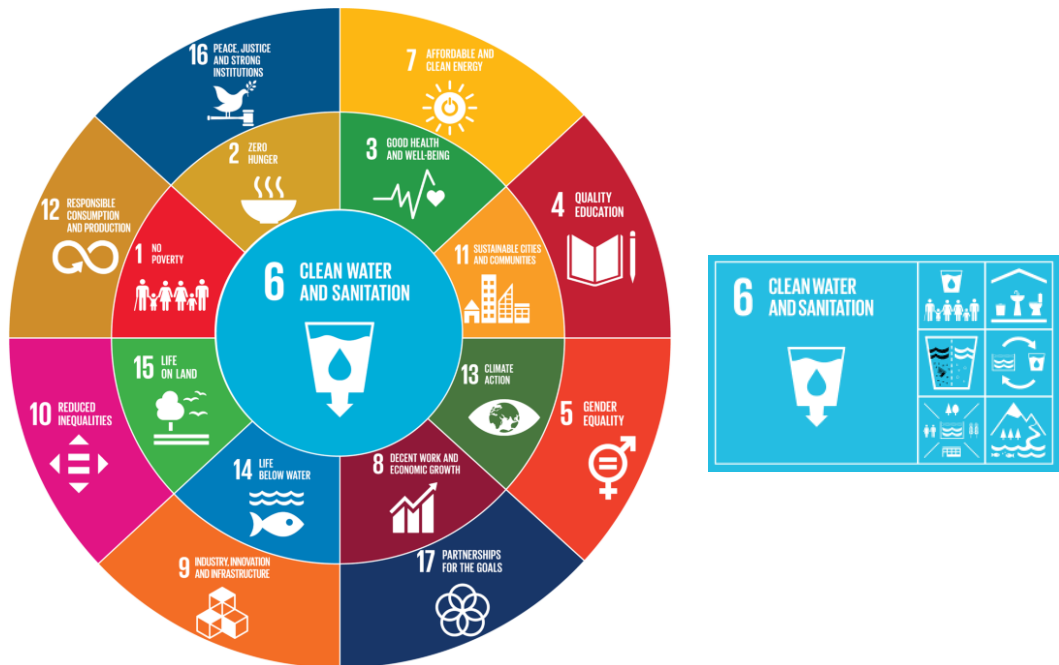 16 PEACE, JUSTICE
AND STRONG
INSTITUTIONS
7 AFFORDABLE AND
CLEAN ENERGY
2 ZERO
HUNGER
3 GOOD HEALTH
AND WELL-BEING
12 RESPONSIBLE
CONSUMPTION
AND PRODUCTION
4 QUALITY
EDUCATION
1 NO
POVERTY
11 SUSTAINABLE CITIES
AND COMMUNITIES
6 CLEAN WATER
AND SANITATION
15 LIFE
ON LAND
13 CLIMATE
ACTION
10 REDUCED
INEQUALITIES
5 GENDER
EQUALITY
14 LIFE
BELOW WATER
8 DECENT WORK AND
ECONOMIC GROWTH
9 INDUSTRY, INNOVATION
AND INFRASTRUCTURE
17 PARTNERSHIPS
FOR THE GOALS
6 CLEAN WATER
AND SANITATION